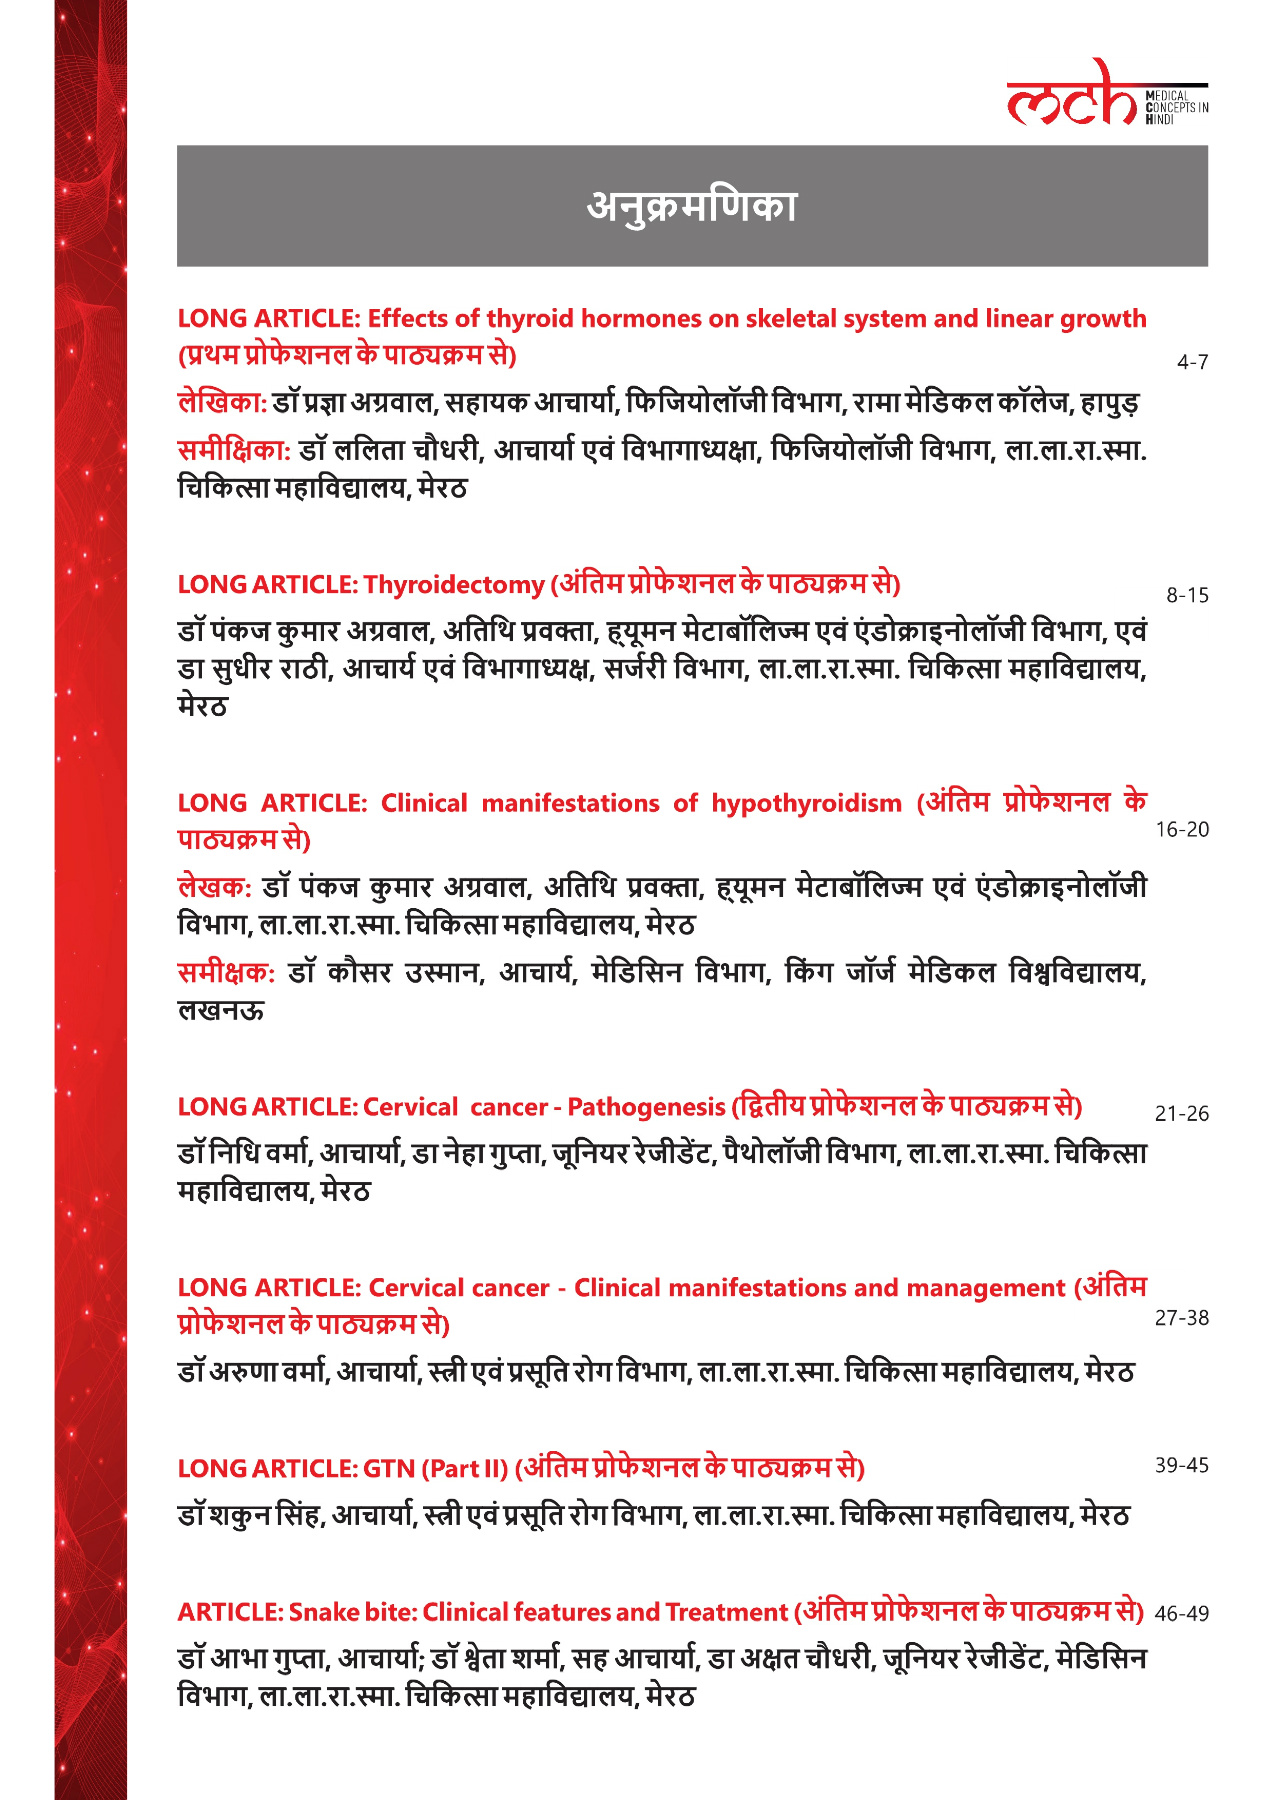 mch MEDICAL
CONCEPTS IN
HINDI
अनुक्रमणिका
LONG ARTICLE: Effects of thyroid hormones on skeletal system and linear growth
(प्रथम प्रोफेशनल के पाठ्यक्रम से)
4-7
लेखिका: डॉ प्रज्ञा अग्रवाल, सहायक आचार्या, फिजियोलॉजी विभाग, रामा मेडिकल कॉलेज, हापुड़
समीक्षिका: डॉ ललिता चौधरी, आचार्या एवं विभागाध्यक्षा, फिजियोलॉजी विभाग, ला.ला.रा.स्मा.
चिकित्सा महाविद्यालय, मेरठ
LONG ARTICLE: Thyroidectomy (अंतिम प्रोफेशनल के पाठ्यक्रम से)
8-15
डॉ पंकज कुमार अग्रवाल, अतिथि प्रवक्ता, ह्यूमन मेटाबॉलिज्म एवं एंडोक्राइनोलॉजी विभाग, एवं
डा सुधीर राठी, आचार्य एवं विभागाध्यक्ष, सर्जरी विभाग, ला.ला.रा.स्मा. चिकित्सा महाविद्यालय,
मेरठ
LONG ARTICLE: Clinical manifestations of hypothyroidism (अंतिम प्रोफेशनल के
पाठ्यक्रम से)
16-20
लेखक: डॉ पंकज कुमार अग्रवाल, अतिथि प्रवक्ता, ह्यूमन मेटाबॉलिज्म एवं एंडोक्राइनोलॉजी
विभाग, ला.ला.रा.स्मा. चिकित्सा महाविद्यालय, मेरठ
समीक्षक: डॉ कौसर उस्मान, आचार्य, मेडिसिन विभाग, किंग जॉर्ज मेडिकल विश्वविद्यालय,
लखनऊ
LONG ARTICLE: Cervical cancer - Pathogenesis (द्वितीय प्रोफेशनल के पाठ्यक्रम से)
21-26
डॉ निधि वर्मा, आचार्या, डा नेहा गुप्ता, जूनियर रेजीडेंट, पैथोलॉजी विभाग, ला.ला.रा.स्मा. चिकित्सा
महाविद्यालय, मेरठ
LONG ARTICLE: Cervical cancer - Clinical manifestations and management (अंतिम
प्रोफेशनल के पाठ्यक्रम से)
27-38
डॉ अरुणा वर्मा, आचार्या, स्त्री एवं प्रसूति रोग विभाग, ला.ला.रा.स्मा. चिकित्सा महाविद्यालय, मेरठ
LONG ARTICLE: GTN (Part II) (अंतिम प्रोफेशनल के पाठ्यक्रम से)
39-45
डॉ शकुन सिंह, आचार्या, स्त्री एवं प्रसूति रोग विभाग, ला.ला.रा.स्मा. चिकित्सा महाविद्यालय, मेरठ
ARTICLE: Snake bite: Clinical features and Treatment (अंतिम प्रोफेशनल के पाठ्यक्रम से) 46-49
डॉ आभा गुप्ता, आचार्या; डॉ श्वेता शर्मा, सह आचार्या, डा अक्षत चौधरी, जूनियर रेजीडेंट, मेडिसिन
विभाग, ला.ला.रा.स्मा. चिकित्सा महाविद्यालय, मेरठ